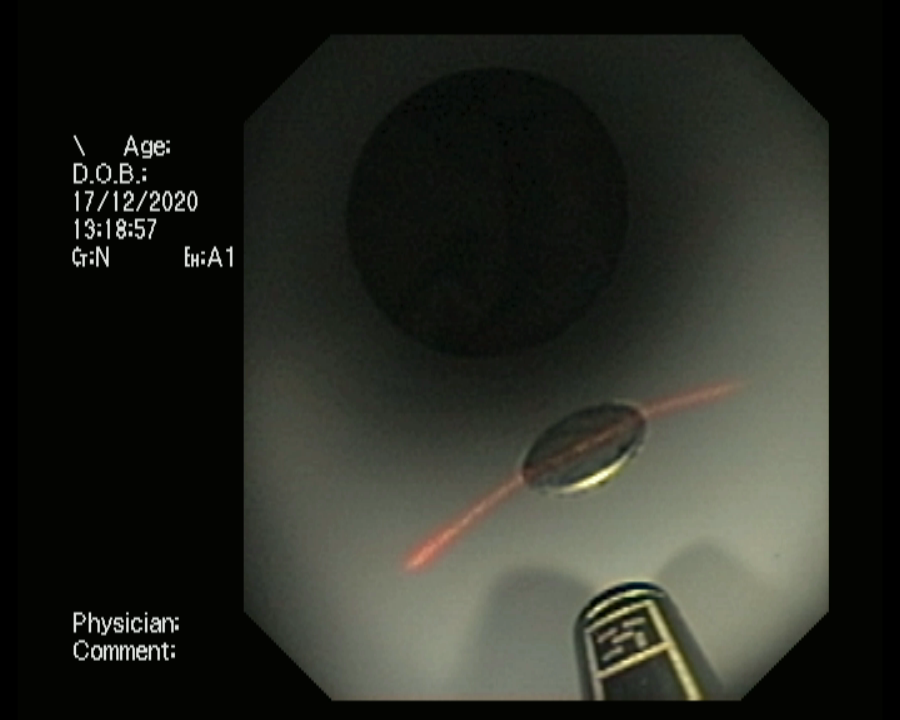 \ Age:
D.O.B.:
17/12/2020
13:18:57
Cr:N EH:A1
Physician:
Comment: